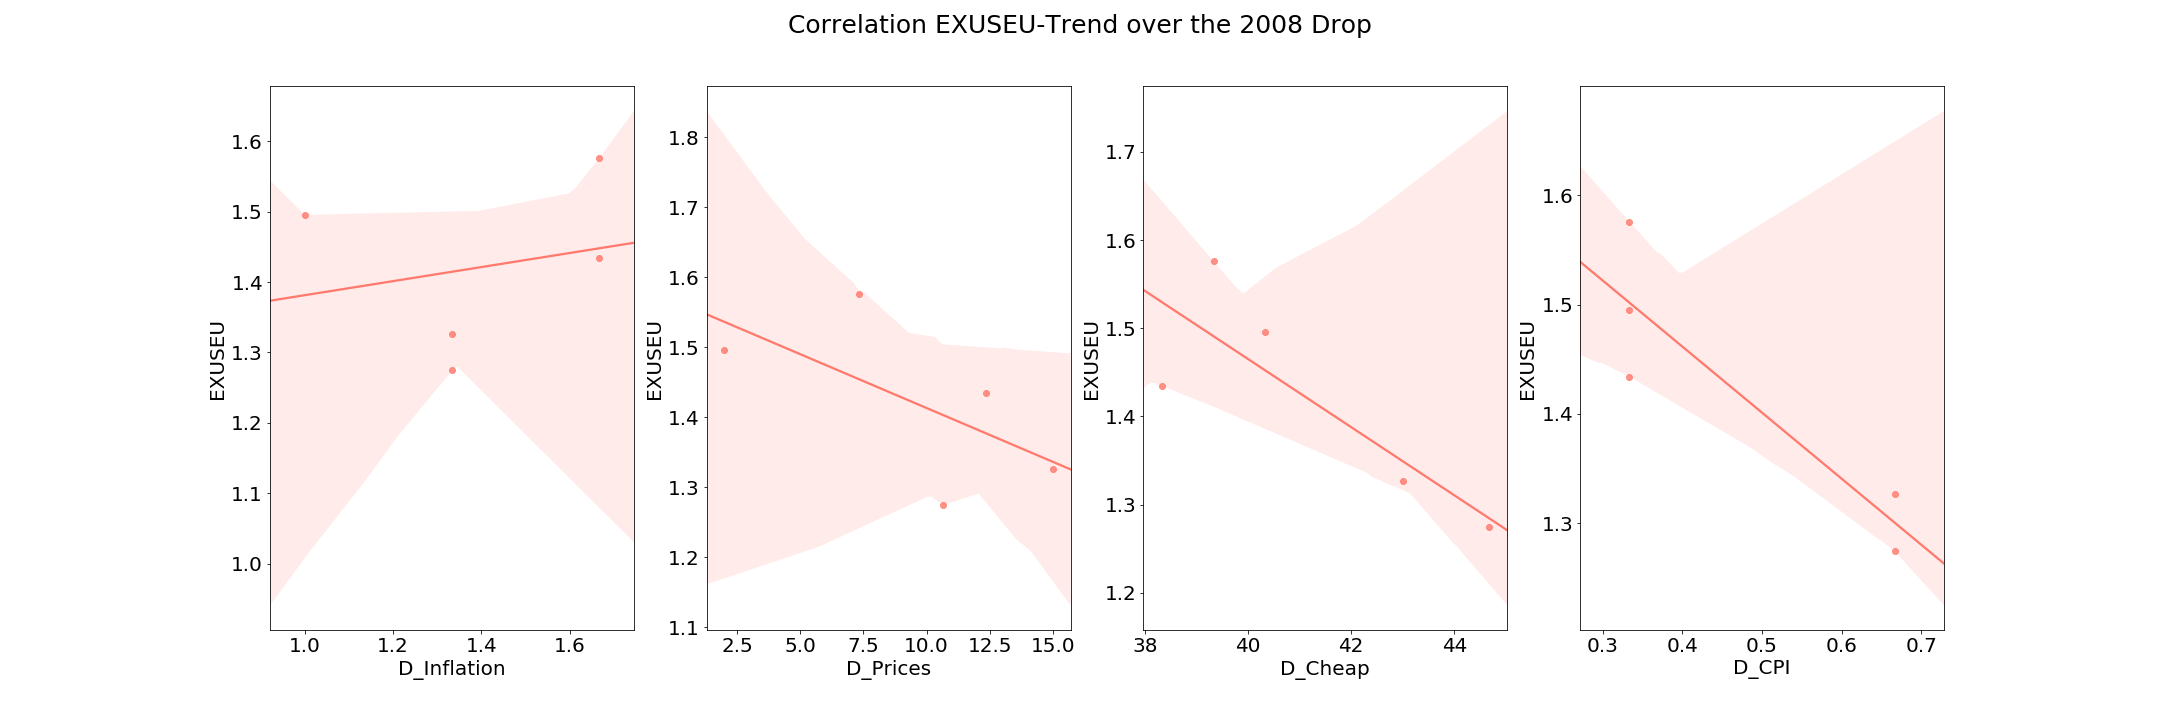 Correlation EXUSEU-Trend over the 2008 Drop
EXUSEU
1.6
1.5
1.4
1.3
1.2
1.1
1.0
1.0 1.2 1.4 1.6
D_Inflation
EXUSEU
1.8
1.7
1.6
1.5
1.4
1.3
1.2
1.1
2.5 5.0 7.5 10.0 12.5 15.0
D_Prices
EXUSEU
1.7
1.6
1.5
1.4
1.3
1.2
38 40 42 44
D_Cheap
EXUSEU
1.6
1.5
1.4
1.3
0.3 0.4 0.5 0.6 0.7
D_CPI